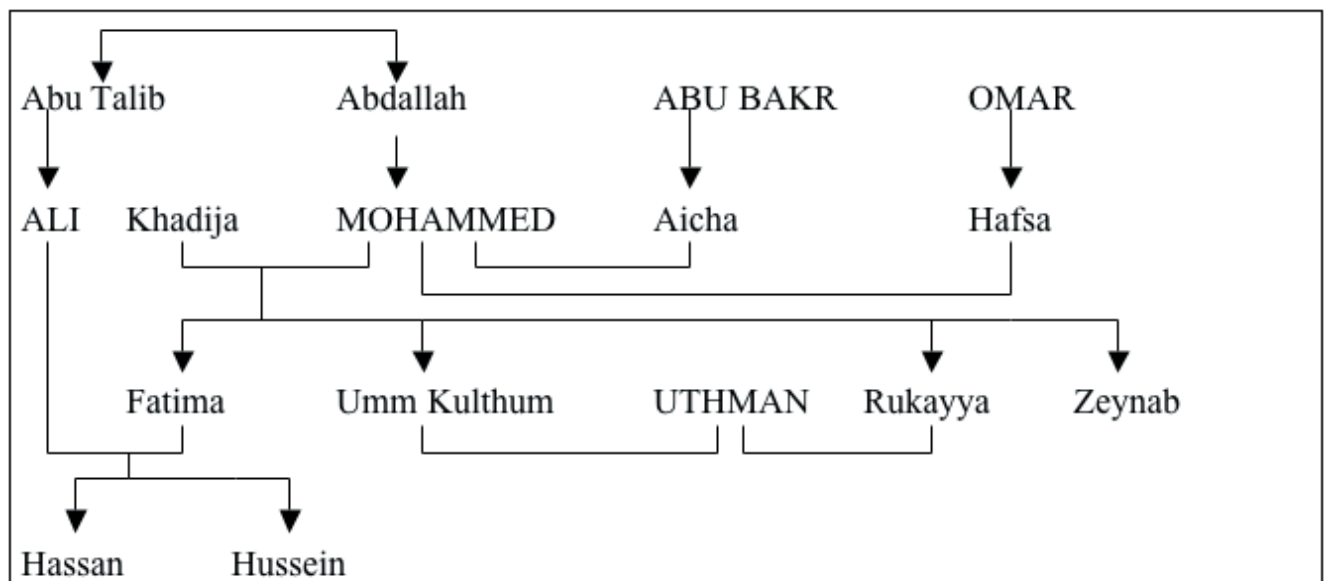 Abu Talib Abdallah ABU BAKR OMAR
ALI Khadija MOHAMMED Aicha Hafsa
Fatima Umm Kulthum UTHMAN Rukayya Zeynab
Hassan Hussein